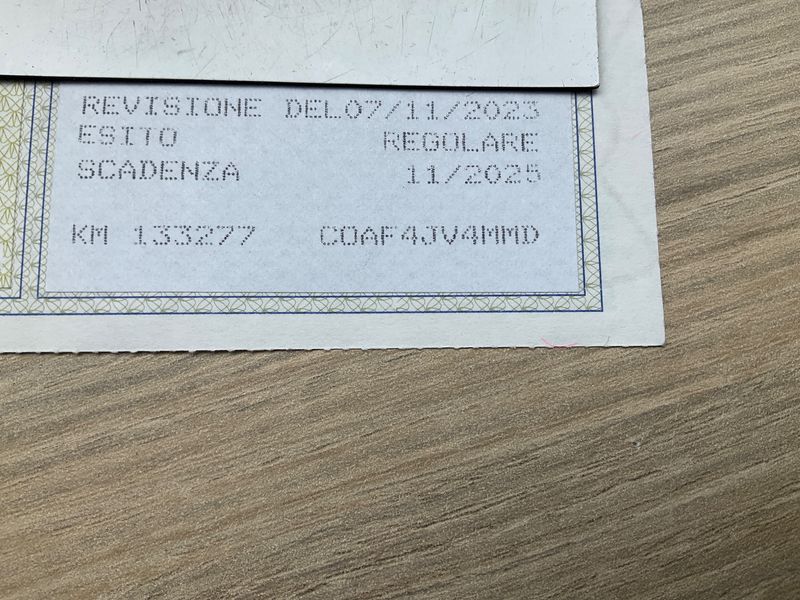 REVISIONE DEL07/11/2023
ESITO REGOLARE
SCADENZA 11/2025
KM 133277 COAF4JV4MMD